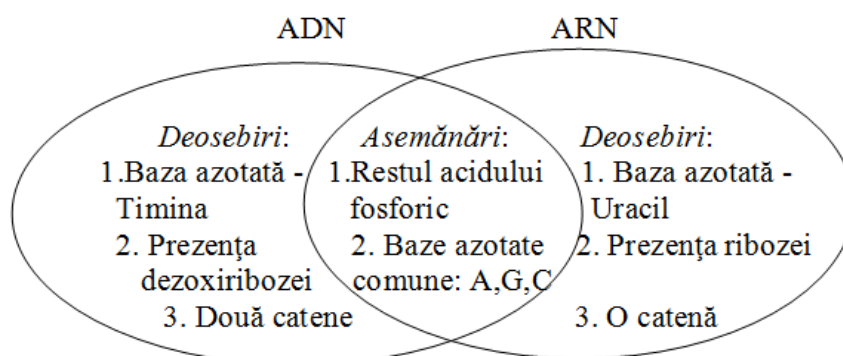 ADN
ARN
Deosebiri:
1.Baza azotată -
Timina
2. Prezenţa
dezoxiribozei
3. Două catene
Asemănări:
1.Restul acidului
fosforic
2. Baze azotate
comune: A,G,C
Deosebiri:
1. Baza azotată -
Uracil
2. Prezenţa ribozei
3. O catenă